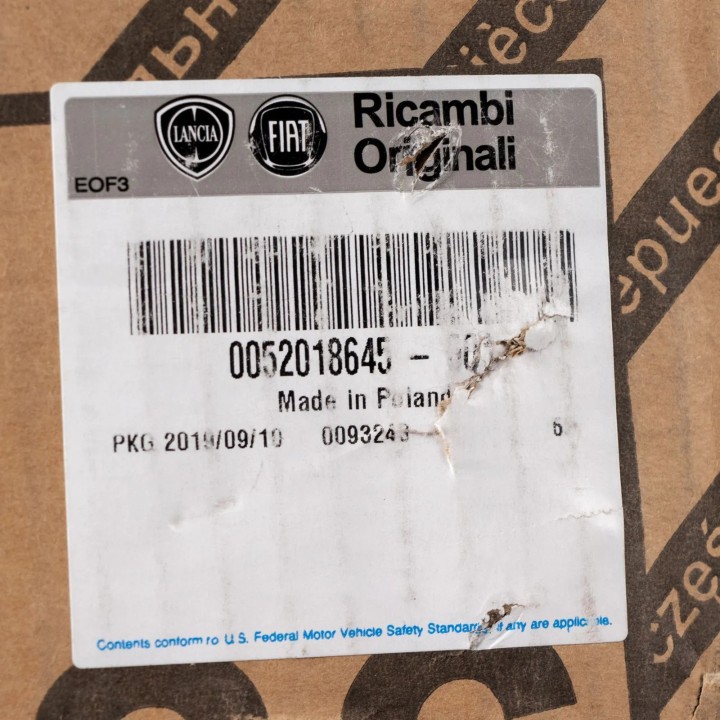 LANCIA
FIAT
Ricambi
Originali
EOF3
0052018645 -
Made in Poland
PKG 2019/09/10 0093243
Contents conform to U.S. Federal Motor Vehicle Safety Standards if any are applicable.